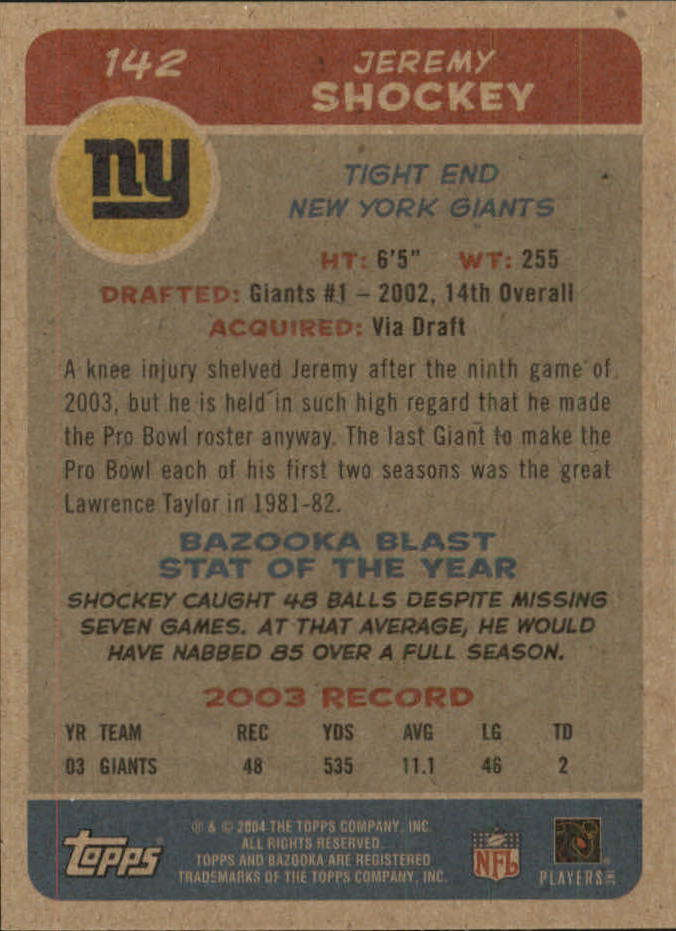 142
JEREMY
SHOCKEY
ny
TIGHT END
NEW YORK GIANTS
HT: 6'5" WT: 255
DRAFTED: Giants #1 – 2002, 14th Overall
ACQUIRED: Via Draft
A knee injury shelved Jeremy after the ninth game of
2003, but he is held in such high regard that he made
the Pro Bowl roster anyway. The last Giant to make the
Pro Bowl each of his first two seasons was the great
Lawrence Taylor in 1981-82.
BAZOOKA BLAST
STAT OF THE YEAR
SHOCKEY CAUGHT 48 BALLS DESPITE MISSING
SEVEN GAMES. AT THAT AVERAGE, HE WOULD
HAVE NABBED 85 OVER A FULL SEASON.
2003 RECORD
YR TEAM REC YDS AVG LG TD
03 GIANTS 48 535 11.1 46 2
topps
® & © 2004 THE TOPPS COMPANY, INC.
ALL RIGHTS RESERVED.
TOPPS AND BAZOOKA ARE REGISTERED
TRADEMARKS OF THE TOPPS COMPANY, INC.
NFL
PLAYERS